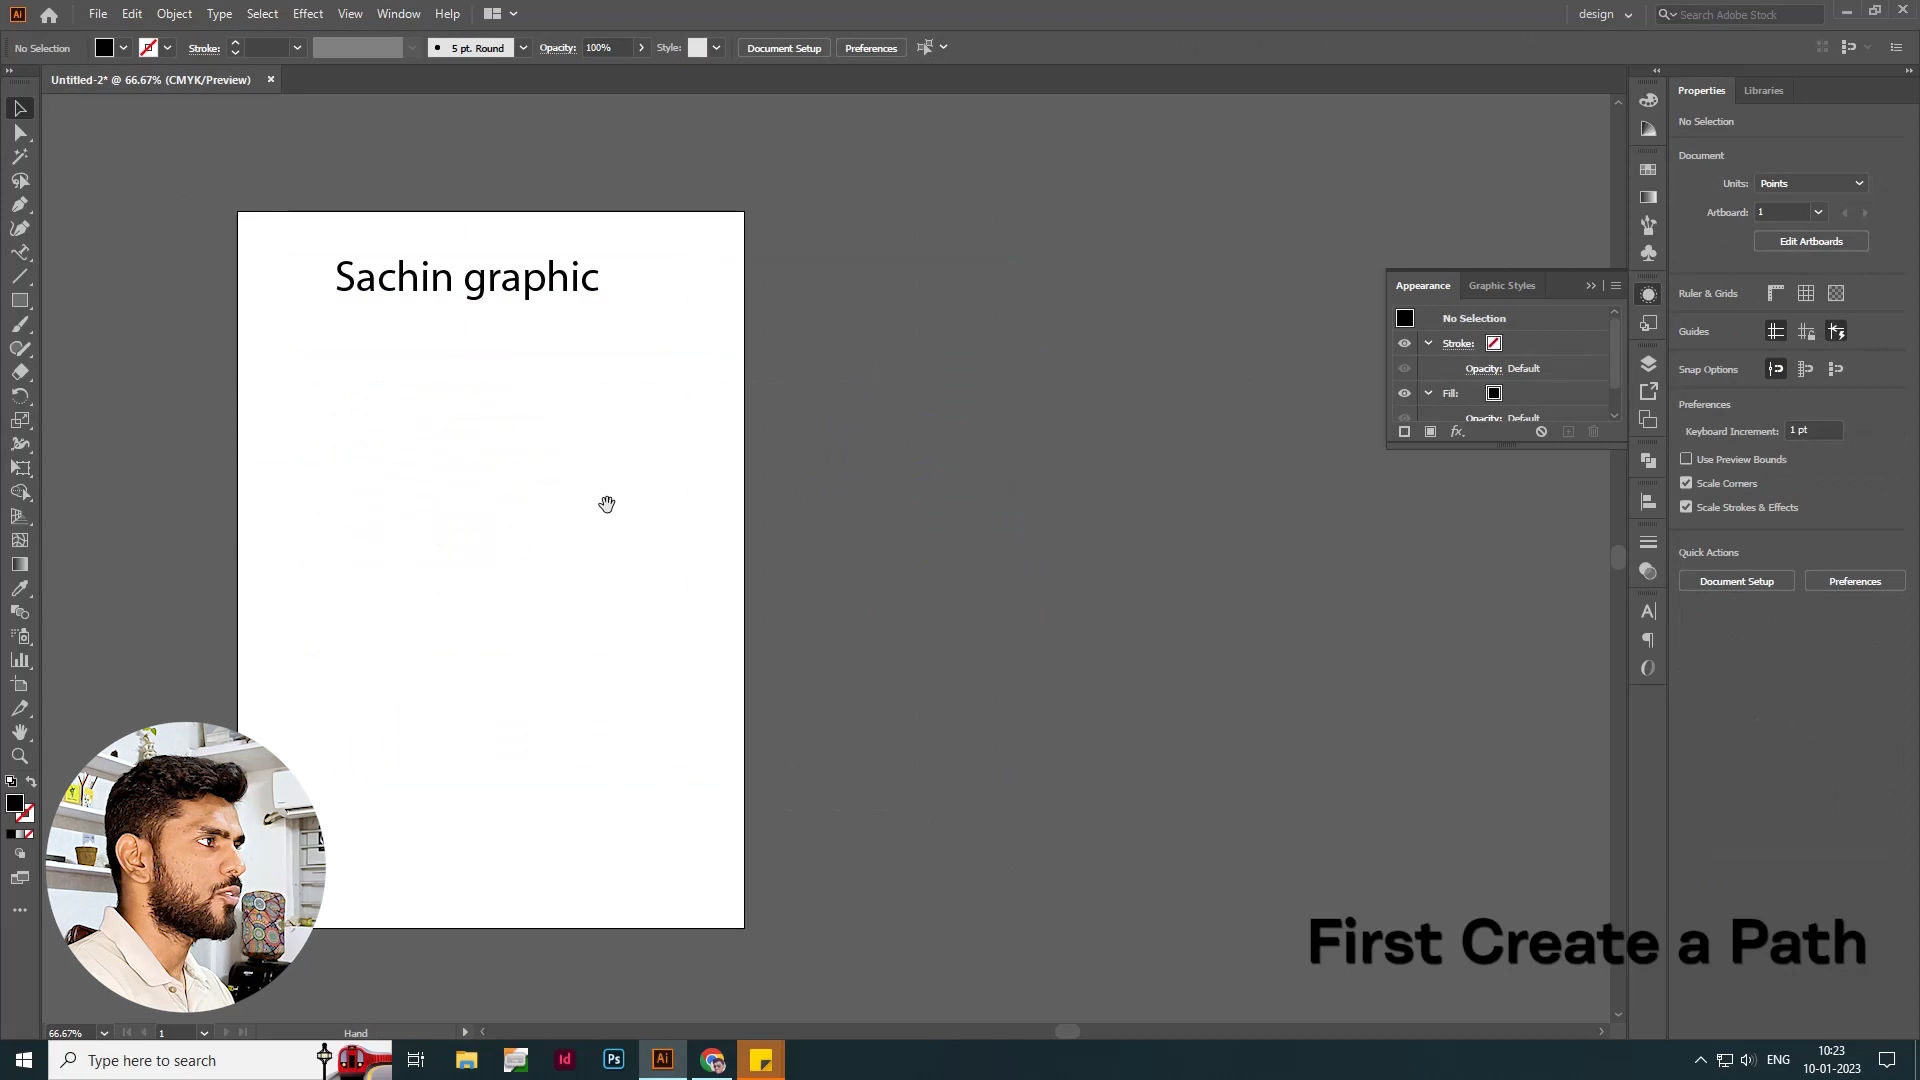 Ai File Edit Object Type Select Effect View Window Help design Search Adobe Stock
No Selection Stroke: 5 pt. Round Opacity: 100% Style: Document Setup Preferences
Untitled-2* @ 66.67% (CMYK/Preview) ×
Properties Libraries
No Selection
Document
Units: Points
Artboard: 1
Edit Artboards
Ruler & Grids
Guides
Snap Options
Preferences
Keyboard Increment: 1 pt
Use Preview Bounds
Scale Corners
Scale Strokes & Effects
Quick Actions
Document Setup Preferences
Appearance Graphic Styles
No Selection
Stroke:
Opacity: Default
Fill:
Opacity: Default
fx.
Sachin graphic
First Create a Path
66.67% 1 Hand
Type here to search Id Ps Ai ENG 10:23
10-01-2023